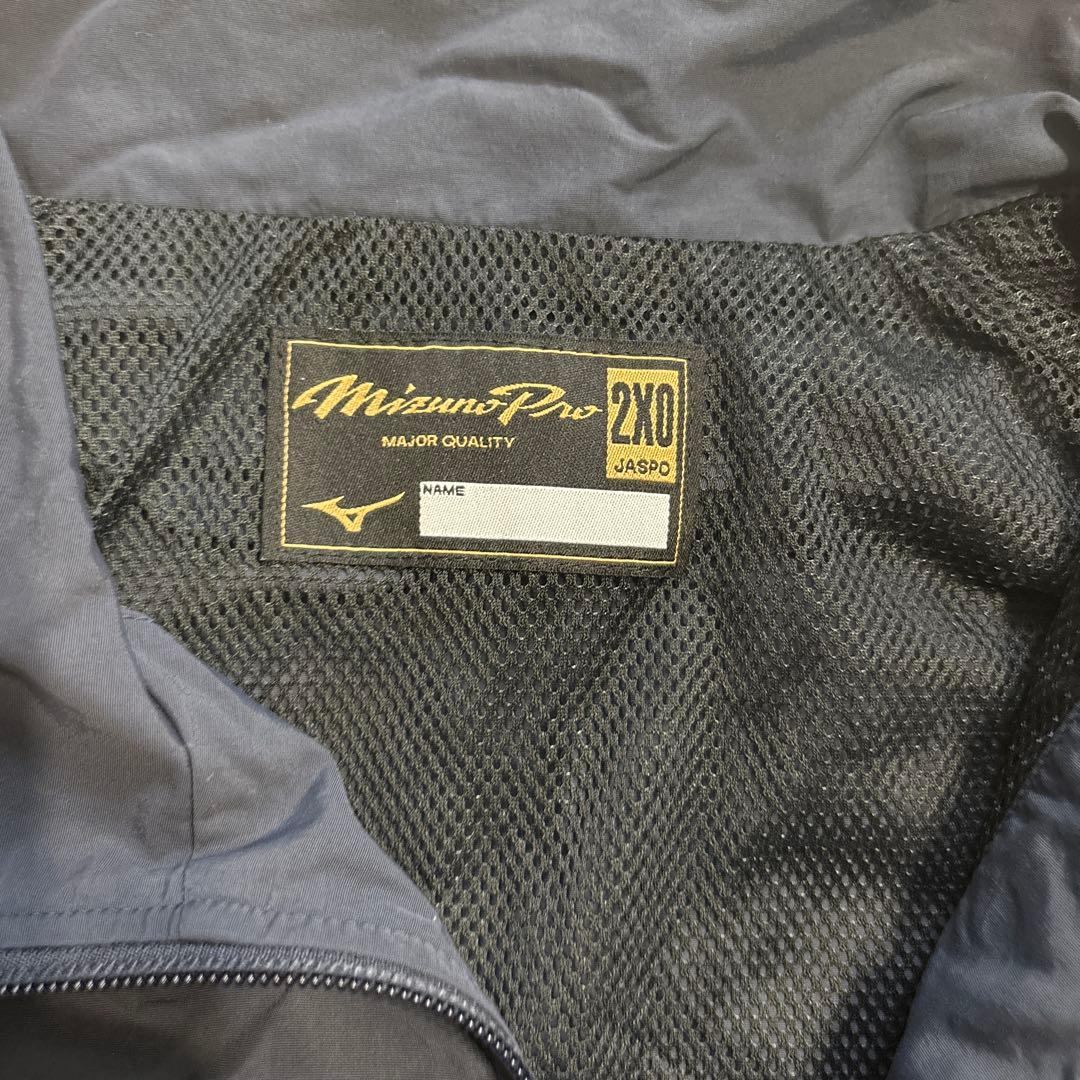 Mizuno Pro
MAJOR QUALITY
2XO
JASPO
NAME